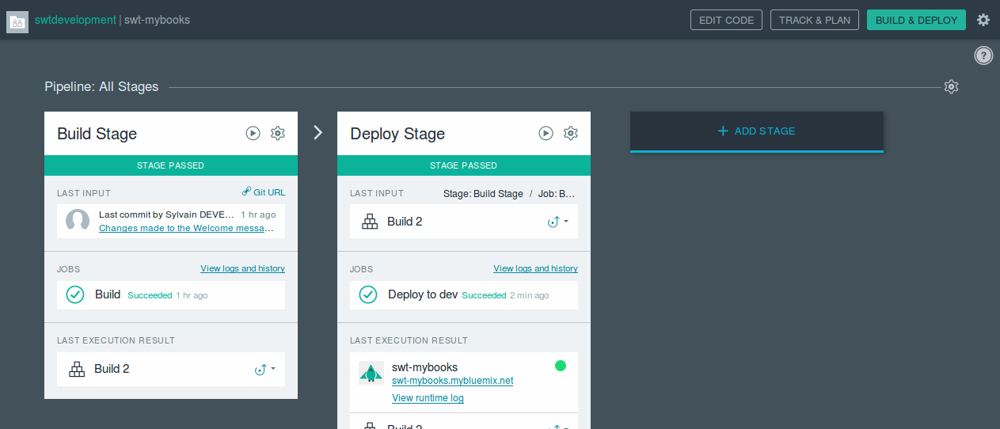 swtdevelopment | swt-mybooks
EDIT CODE
TRACK & PLAN
BUILD & DEPLOY
?
Pipeline: All Stages
Build Stage
STAGE PASSED
LAST INPUT
Git URL
Last commit by Sylvain DEVE... 1 hr ago
Changes made to the Welcome messa...
JOBS
View logs and history
Build Succeeded 1 hr ago
LAST EXECUTION RESULT
Build 2
Deploy Stage
STAGE PASSED
LAST INPUT
Stage: Build Stage / Job: B...
Build 2
JOBS
View logs and history
Deploy to dev Succeeded 2 min ago
LAST EXECUTION RESULT
swt-mybooks
swt-mybooks.mybluemix.net
View runtime log
Build 2
+ ADD STAGE